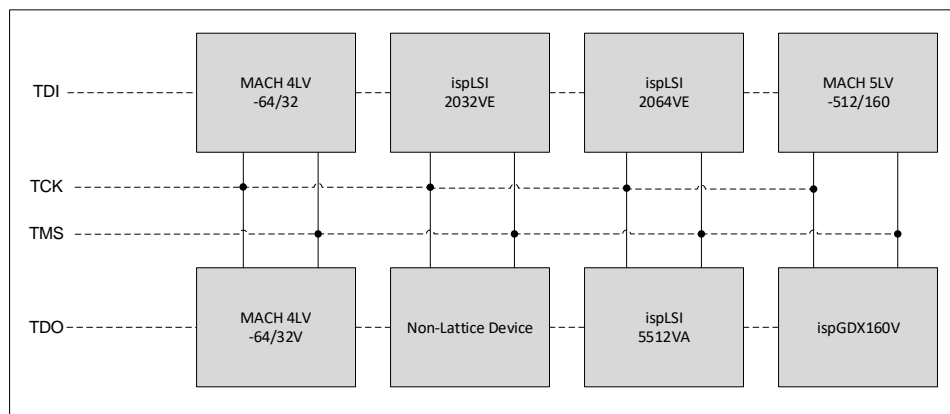 MACH 4LV
-64/32
ispLSI
2032VE
ispLSI
2064VE
MACH 5LV
-512/160
TDI
TCK
TMS
TDO
MACH 4LV
-64/32V
Non-Lattice Device
ispLSI
5512VA
ispGDX160V